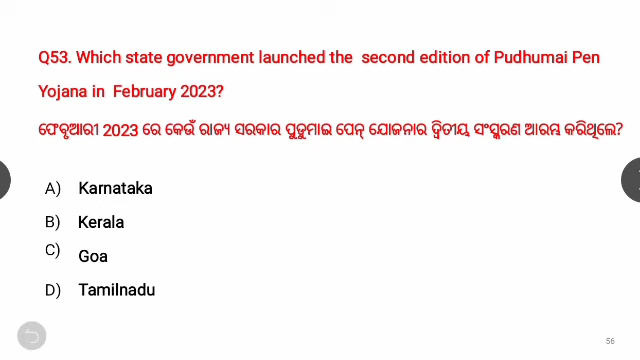 Q53. Which state government launched the second edition of Pudhumai Pen
Yojana in February 2023?
ଫେବୃଆରୀ 2023 ରେ କେଉଁ ରାଜ୍ୟ ସରକାର ପୁଡୁମାଇ ପେନ୍ ଯୋଜନାର ଦ୍ୱିତୀୟ ସଂସ୍କରଣ ଆରମ୍ଭ କରିଥିଲେ?
A) Karnataka
B) Kerala
C) Goa
D) Tamilnadu
56